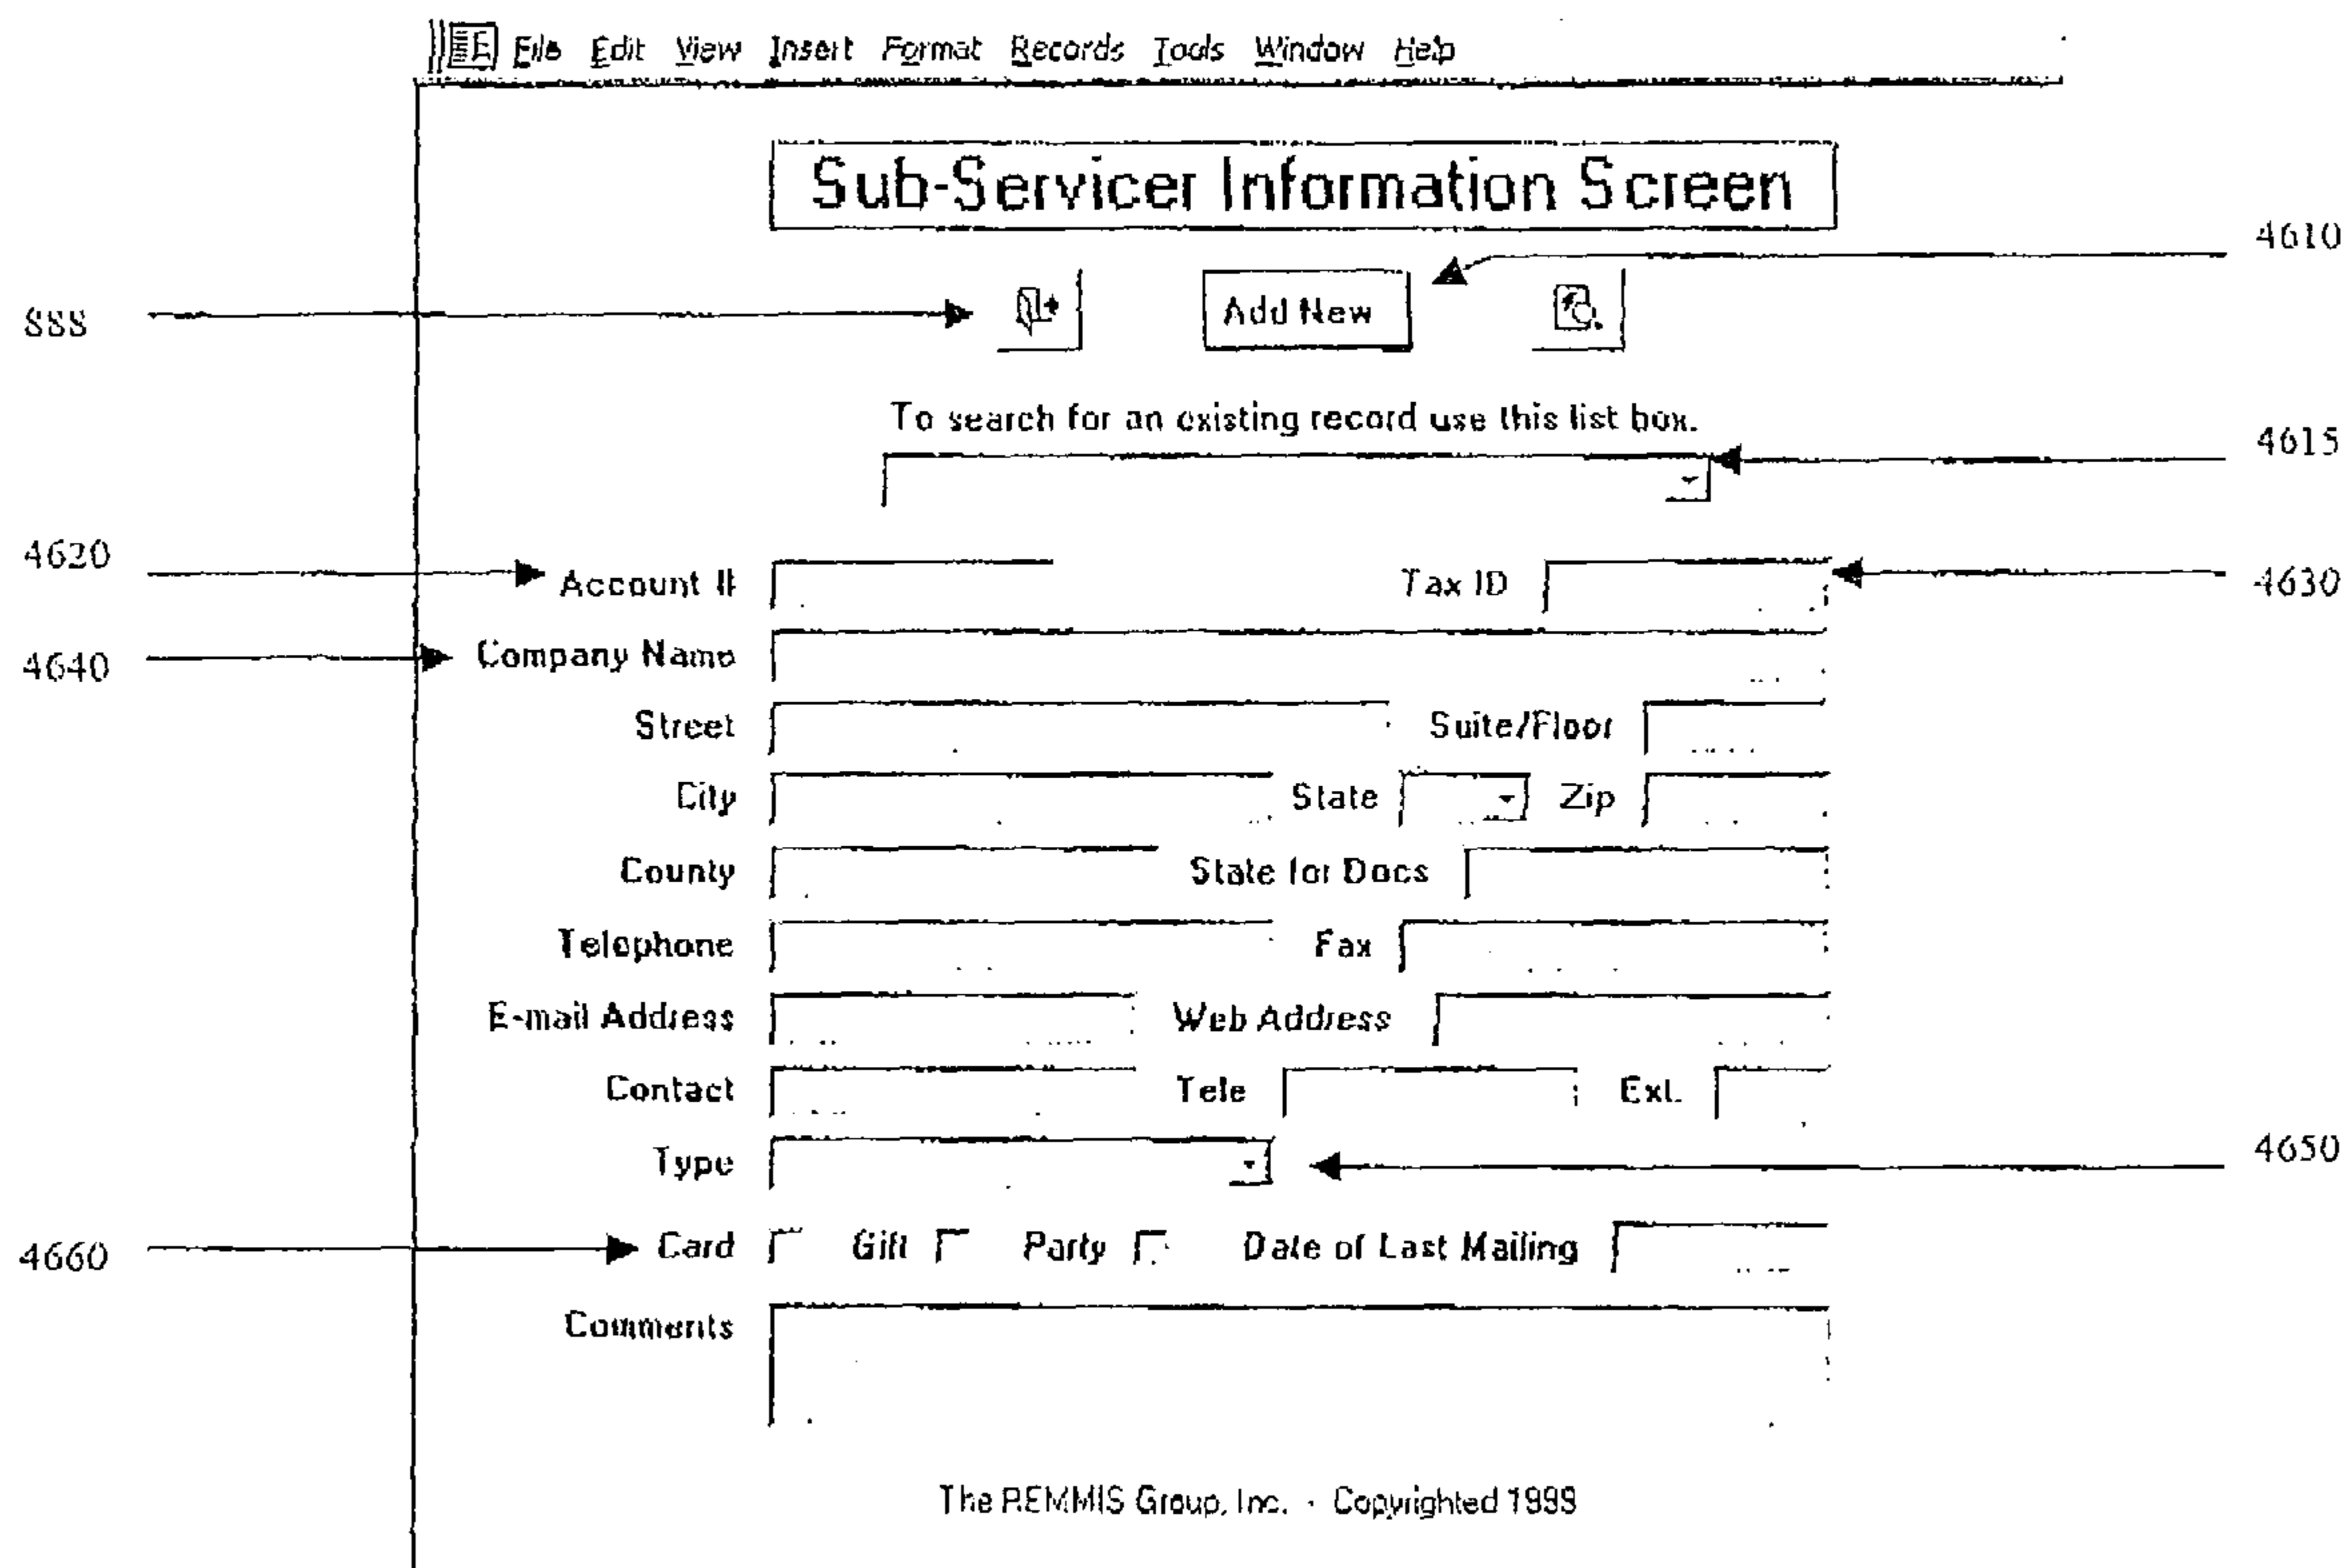 File Edit View Insert Format Records Tools Window Help
Sub-Servicer Information Screen
4610
888
Add New
To search for an existing record use this list box.
4615
4620
Account #
Tax ID
4630
4640
Company Name
Street
Suite/Floor
City
State
Zip
County
State for Docs
Telephone
Fax
E-mail Address
Web Address
Contact
Tele
Ext.
Type
4650
4660
Card
Gift
Party
Date of Last Mailing
Comments
The REMMIS Group, Inc. · Copyrighted 1999